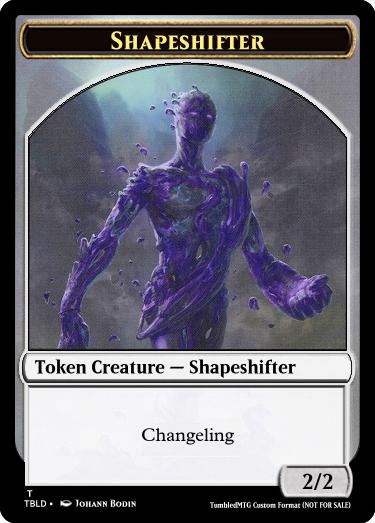 Shapeshifter
Token Creature — Shapeshifter
Changeling
2/2
T
TBLD • Johann Bodin
TumbledMTG Custom Format (NOT FOR SALE)